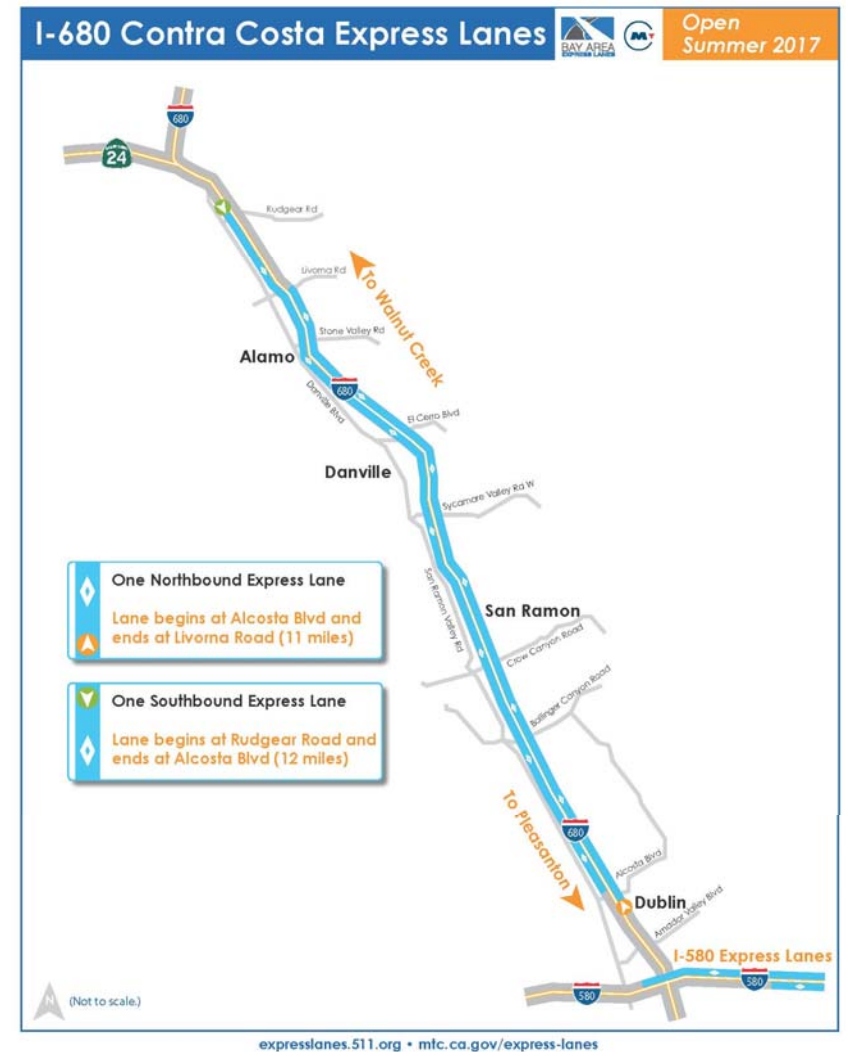 I-680 Contra Costa Express Lanes
BAY AREA
EXPRESS LANES
M
Open
Summer 2017
680
24
Rudgear Rd
Livorna Rd
To Walnut Creek
Stone Valley Rd
Alamo
680
Danville Blvd
El Cerro Blvd
Danville
Sycamore Valley Rd W
One Northbound Express Lane
Lane begins at Alcosta Blvd and
ends at Livorna Road (11 miles)
San Ramon Valley Rd
San Ramon
Crow Canyon Road
One Southbound Express Lane
Lane begins at Rudgear Road and
ends at Alcosta Blvd (12 miles)
Bollinger Canyon Road
To Pleasanton
680
Alcosta Blvd
Dublin
Amador Valley Blvd
I-580 Express Lanes
580
580
N
(Not to scale.)
expresslanes.511.org • mtc.ca.gov/express-lanes